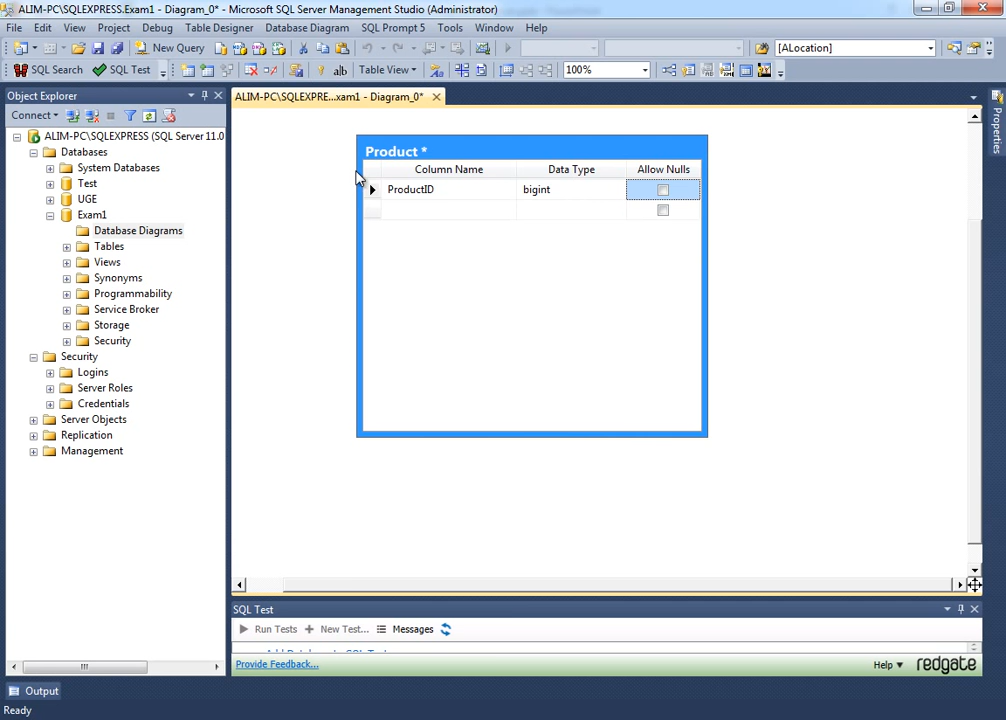 ALIM-PC\SQLEXPRESS.Exam1 - Diagram_0* - Microsoft SQL Server Management Studio (Administrator)
File Edit View Project Debug Table Designer Database Diagram SQL Prompt 5 Tools Window Help
New Query [ALocation]
SQL Search SQL Test Table View 100%
Object Explorer
ALIM-PC\SQLEXPRE...xam1 - Diagram_0*
Connect
ALIM-PC\SQLEXPRESS (SQL Server 11.0
Databases
System Databases
Test
UGE
Exam1
Database Diagrams
Tables
Views
Synonyms
Programmability
Service Broker
Storage
Security
Security
Logins
Server Roles
Credentials
Server Objects
Replication
Management
Product *
Column Name Data Type Allow Nulls
ProductID bigint
Properties
SQL Test
Run Tests New Test... Messages
Provide Feedback...
Help redgate
Output
Ready